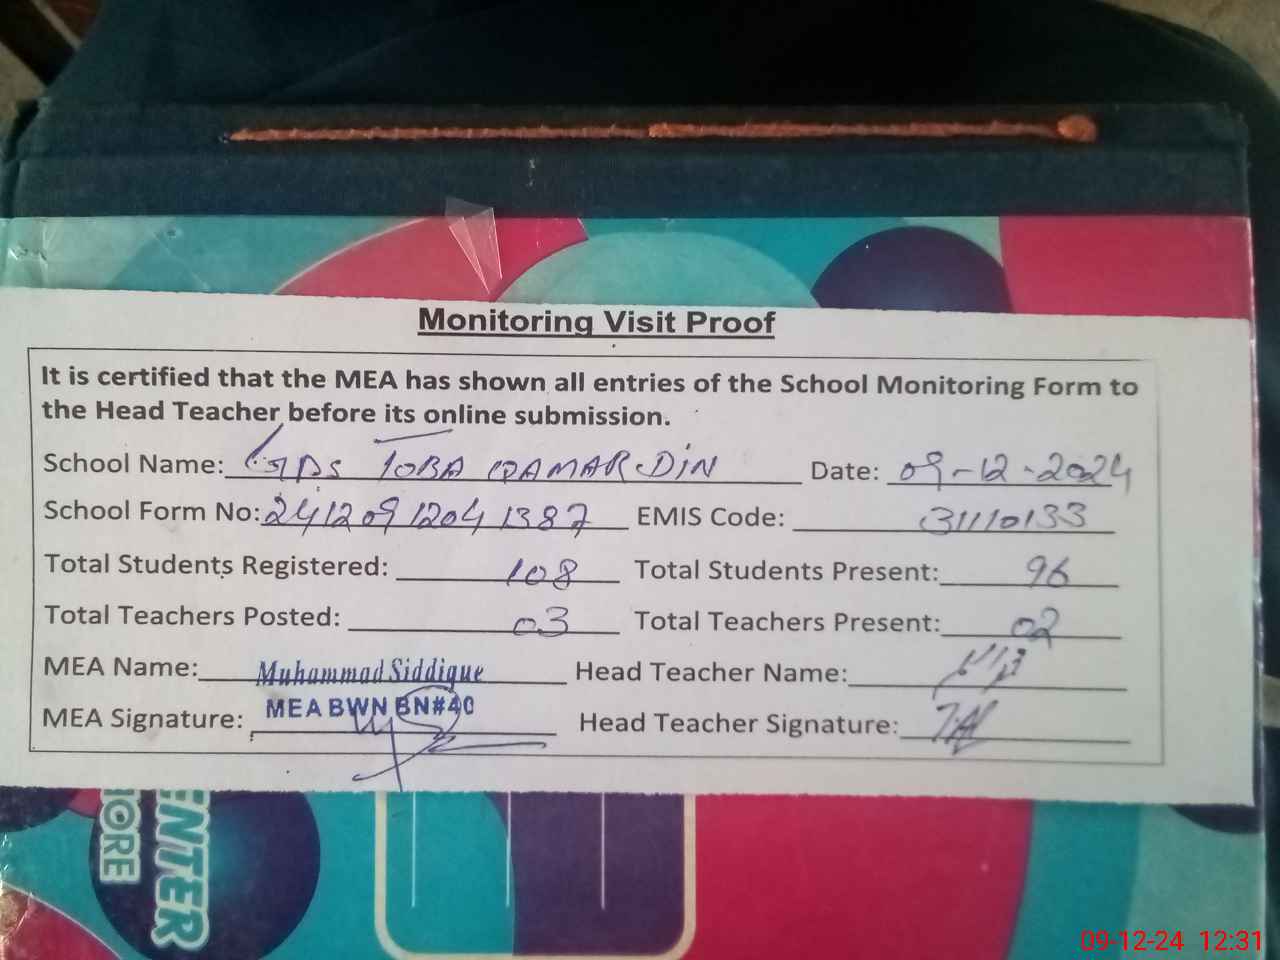 Monitoring Visit Proof
It is certified that the MEA has shown all entries of the School Monitoring Form to
the Head Teacher before its online submission.
School Name: GPS TOBA QAMAR DIN Date: 09-12-2024
School Form No: 24120912041387 EMIS Code: 31110133
Total Students Registered: 108 Total Students Present: 96
Total Teachers Posted: 03 Total Teachers Present: 02
MEA Name: Muhammad Siddique Head Teacher Name:
MEA BWN BN#40
MEA Signature: Head Teacher Signature:
ENTER
HORE
09-12-24 12:31